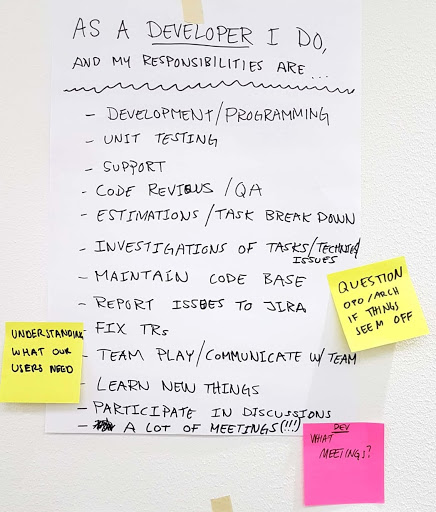 AS A DEVELOPER I DO,
AND MY RESPONSIBILITIES ARE ...
- DEVELOPMENT/PROGRAMMING
- UNIT TESTING
- SUPPORT
- CODE REVIEWS / QA
- ESTIMATIONS / TASK BREAK DOWN
- INVESTIGATIONS OF TASKS/TECHNICAL
ISSUES
- MAINTAIN CODE BASE
- REPORT ISSUES TO JIRA
- FIX TRs
- TEAM PLAY/COMMUNICATE W/ TEAM
- LEARN NEW THINGS
- PARTICIPATE IN DISCUSSIONS
- A LOT OF MEETINGS (!!!)
UNDERSTANDING
WHAT OUR
USERS NEED
QUESTION
OPO/ARCH
IF THINGS
SEEM OFF
DEV
WHAT
MEETINGS?